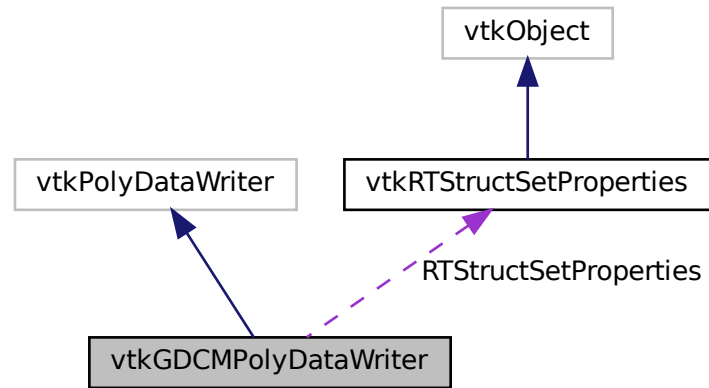 vtkObject
vtkPolyDataWriter
vtkRTStructSetProperties
RTStructSetProperties
vtkGDCMPolyDataWriter